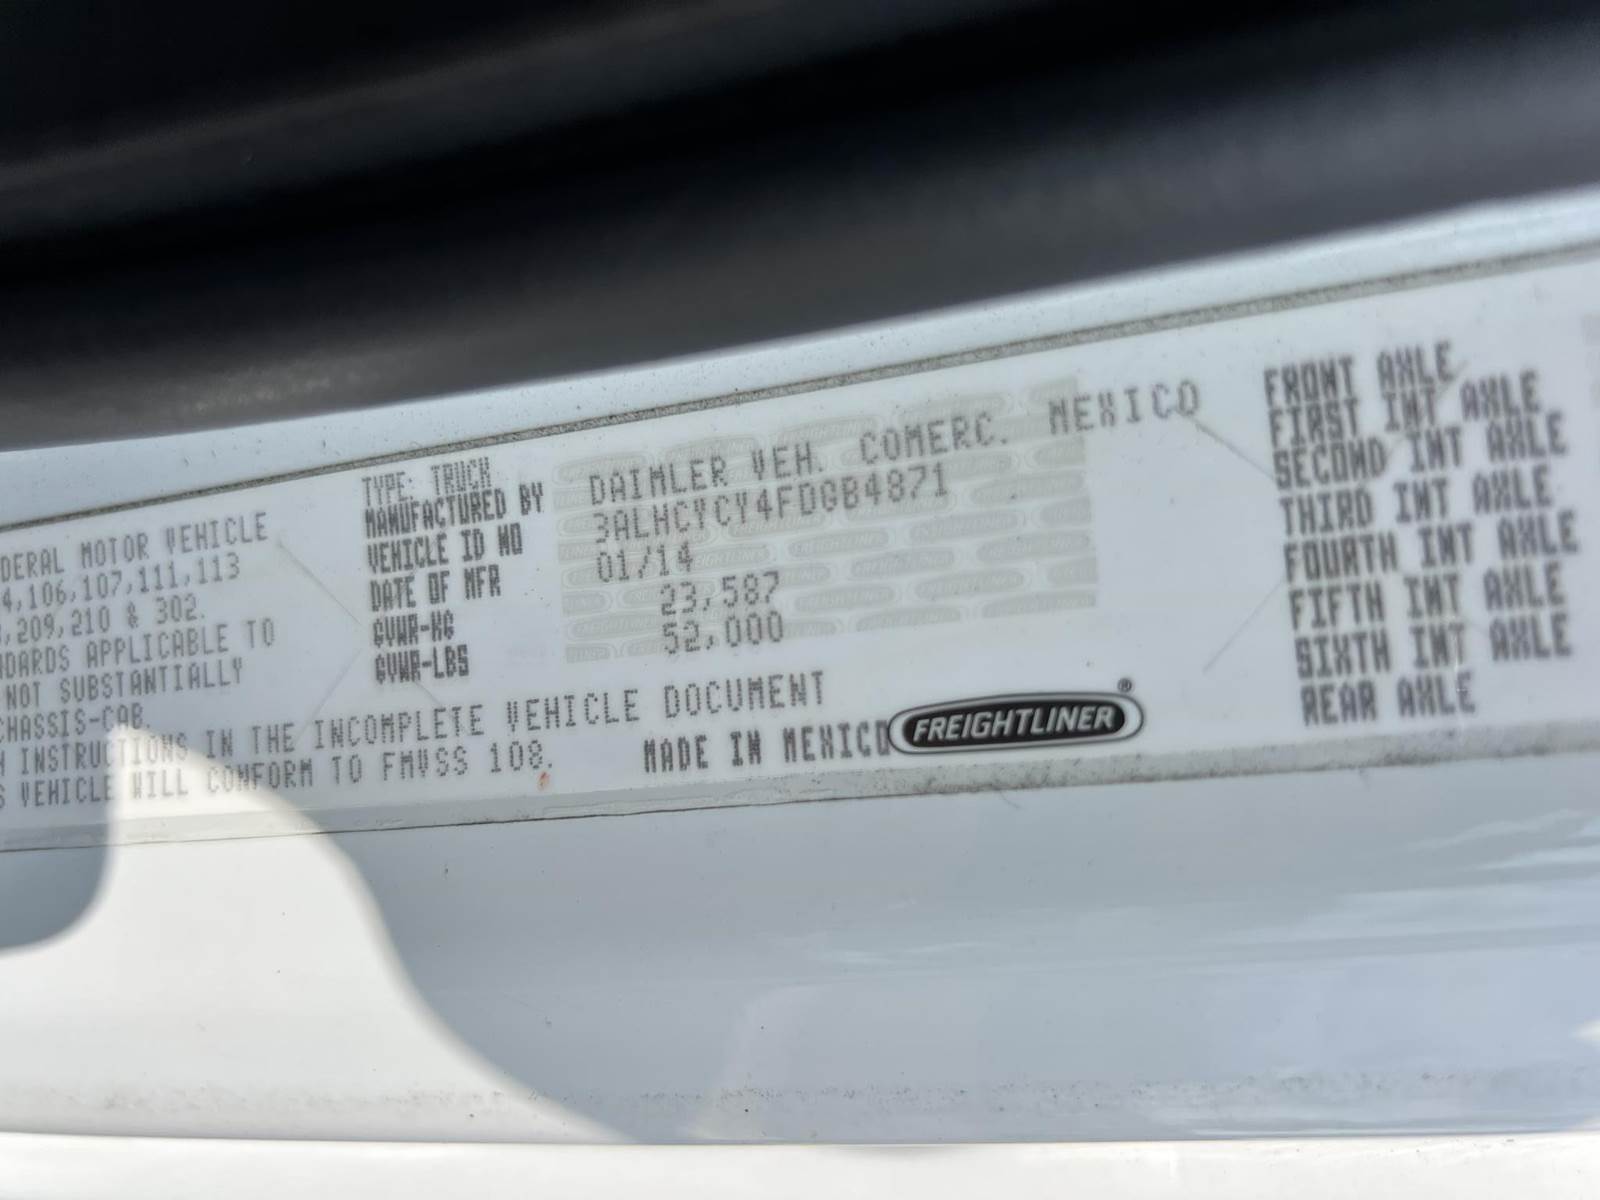 DERAL MOTOR VEHICLE
4,106,107,111,113
,209,210 & 302.
NDARDS APPLICABLE TO
NOT SUBSTANTIALLY
CHASSIS-CAB.
INSTRUCTIONS IN THE INCOMPLETE VEHICLE DOCUMENT
S VEHICLE WILL CONFORM TO FMVSS 108.
TYPE: TRUCK
MANUFACTURED BY DAIMLER VEH. COMERC. MEXICO
VEHICLE ID NO 3ALHCYCY4FDGB4871
DATE OF MFR 01/14
GVWR-KG 23,587
GVWR-LBS 52,000
MADE IN MEXICO FREIGHTLINER®
FRONT AXLE
FIRST INT AXLE
SECOND INT AXLE
THIRD INT AXLE
FOURTH INT AXLE
FIFTH INT AXLE
SIXTH INT AXLE
REAR AXLE